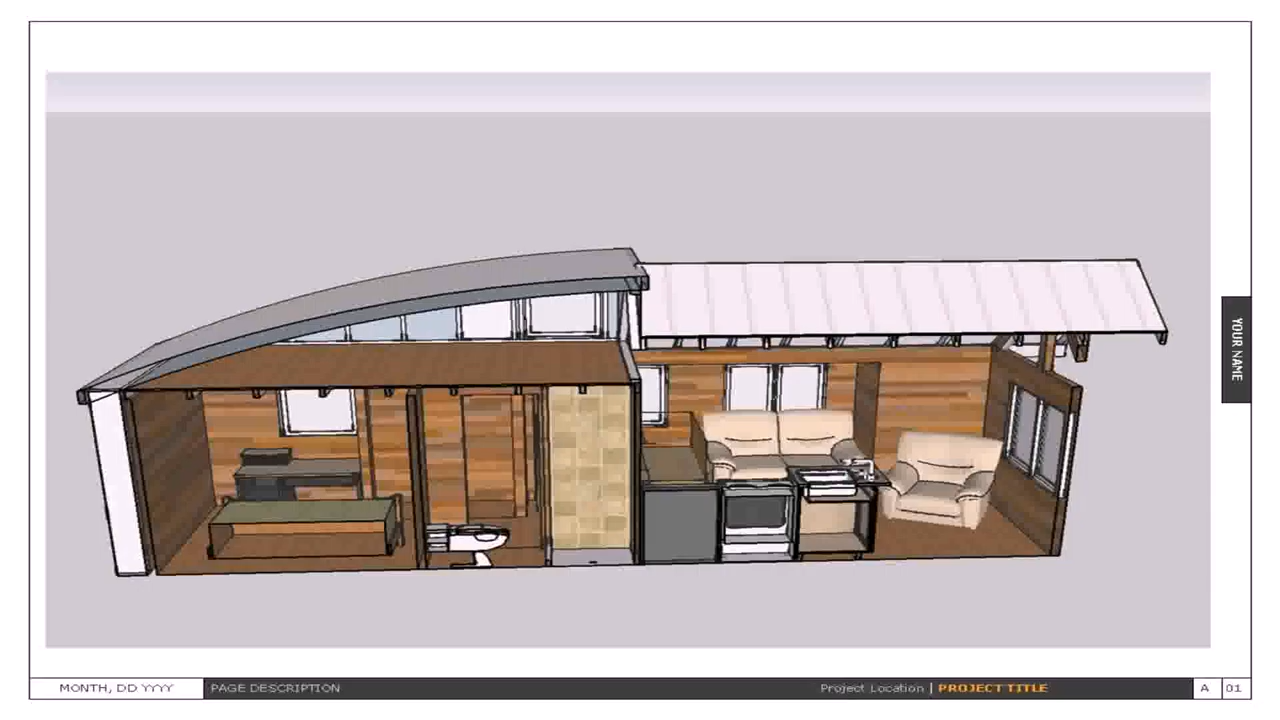 YOUR NAME
MONTH, DD YYYY
PAGE DESCRIPTION
Project Location | PROJECT TITLE
A 01